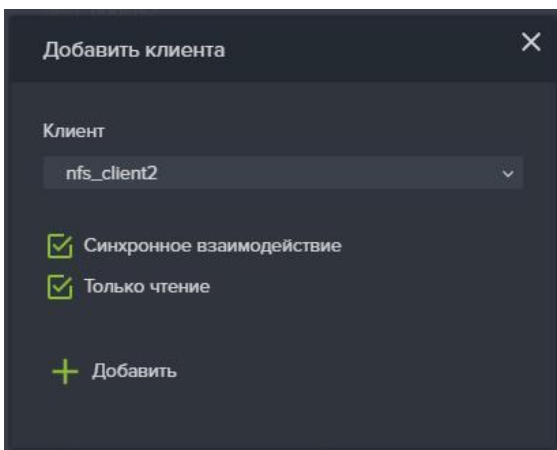 Добавить клиента
Клиент
nfs_client2
Синхронное взаимодействие
Только чтение
Добавить